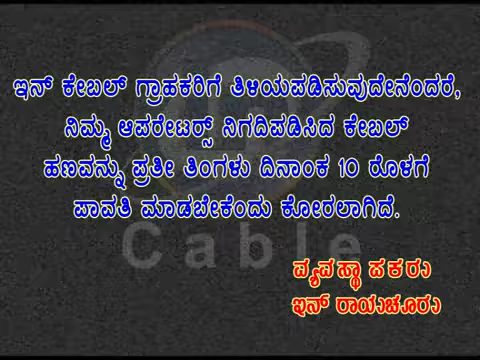 ಇನ್ ಕೇಬಲ್ ಗ್ರಾಹಕರಿಗೆ ತಿಳಿಯಪಡಿಸುವುದೇನೆಂದರೆ,
ನಿಮ್ಮ ಆಪರೇಟರ್‍ಸ್ ನಿಗದಿಪಡಿಸಿದ ಕೇಬಲ್
ಹಣವನ್ನು ಪ್ರತೀ ತಿಂಗಳು ದಿನಾಂಕ 10 ರೊಳಗೆ
ಪಾವತಿ ಮಾಡಬೇಕೆಂದು ಕೋರಲಾಗಿದೆ.
Cable
ವ್ಯವಸ್ಥಾಪಕರು
ಇನ್ ರಾಯಚೂರು